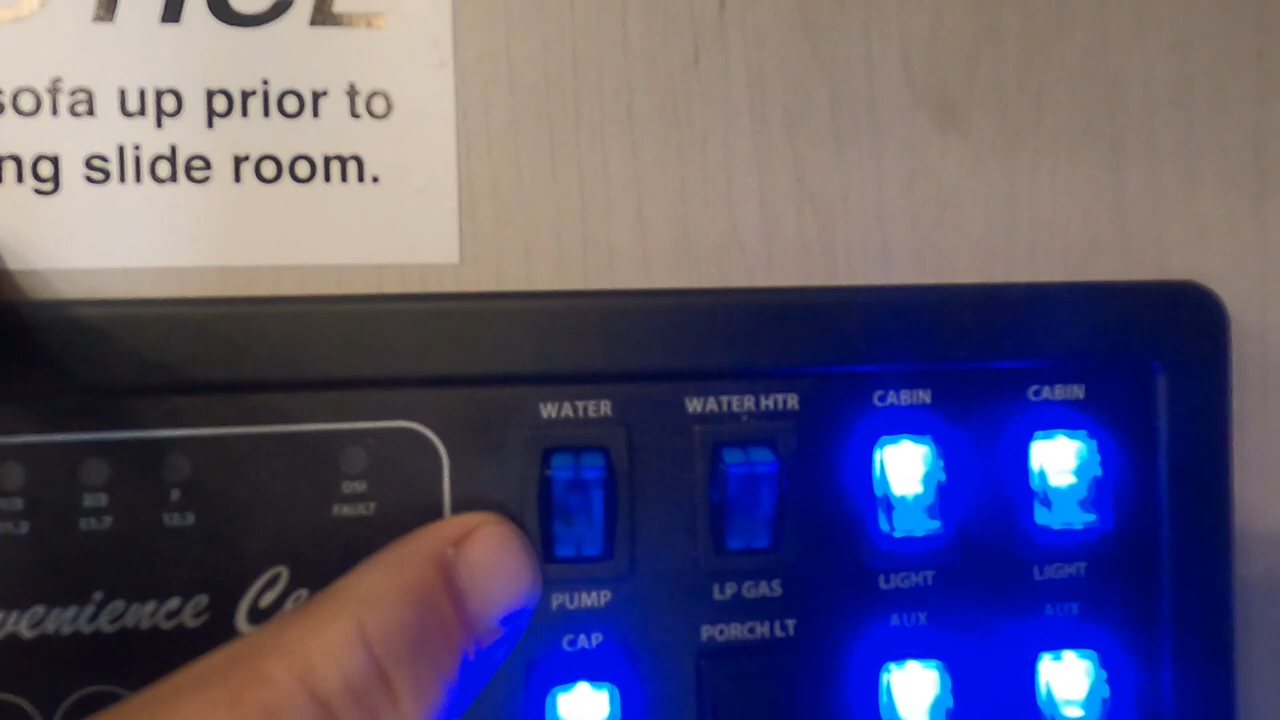 sofa up prior to
ng slide room.
WATER
WATER HTR
CABIN
CABIN
DSI
FAULT
PUMP
LP GAS
LIGHT
LIGHT
CAP
PORCH LT
AUX
AUX
venience Ce